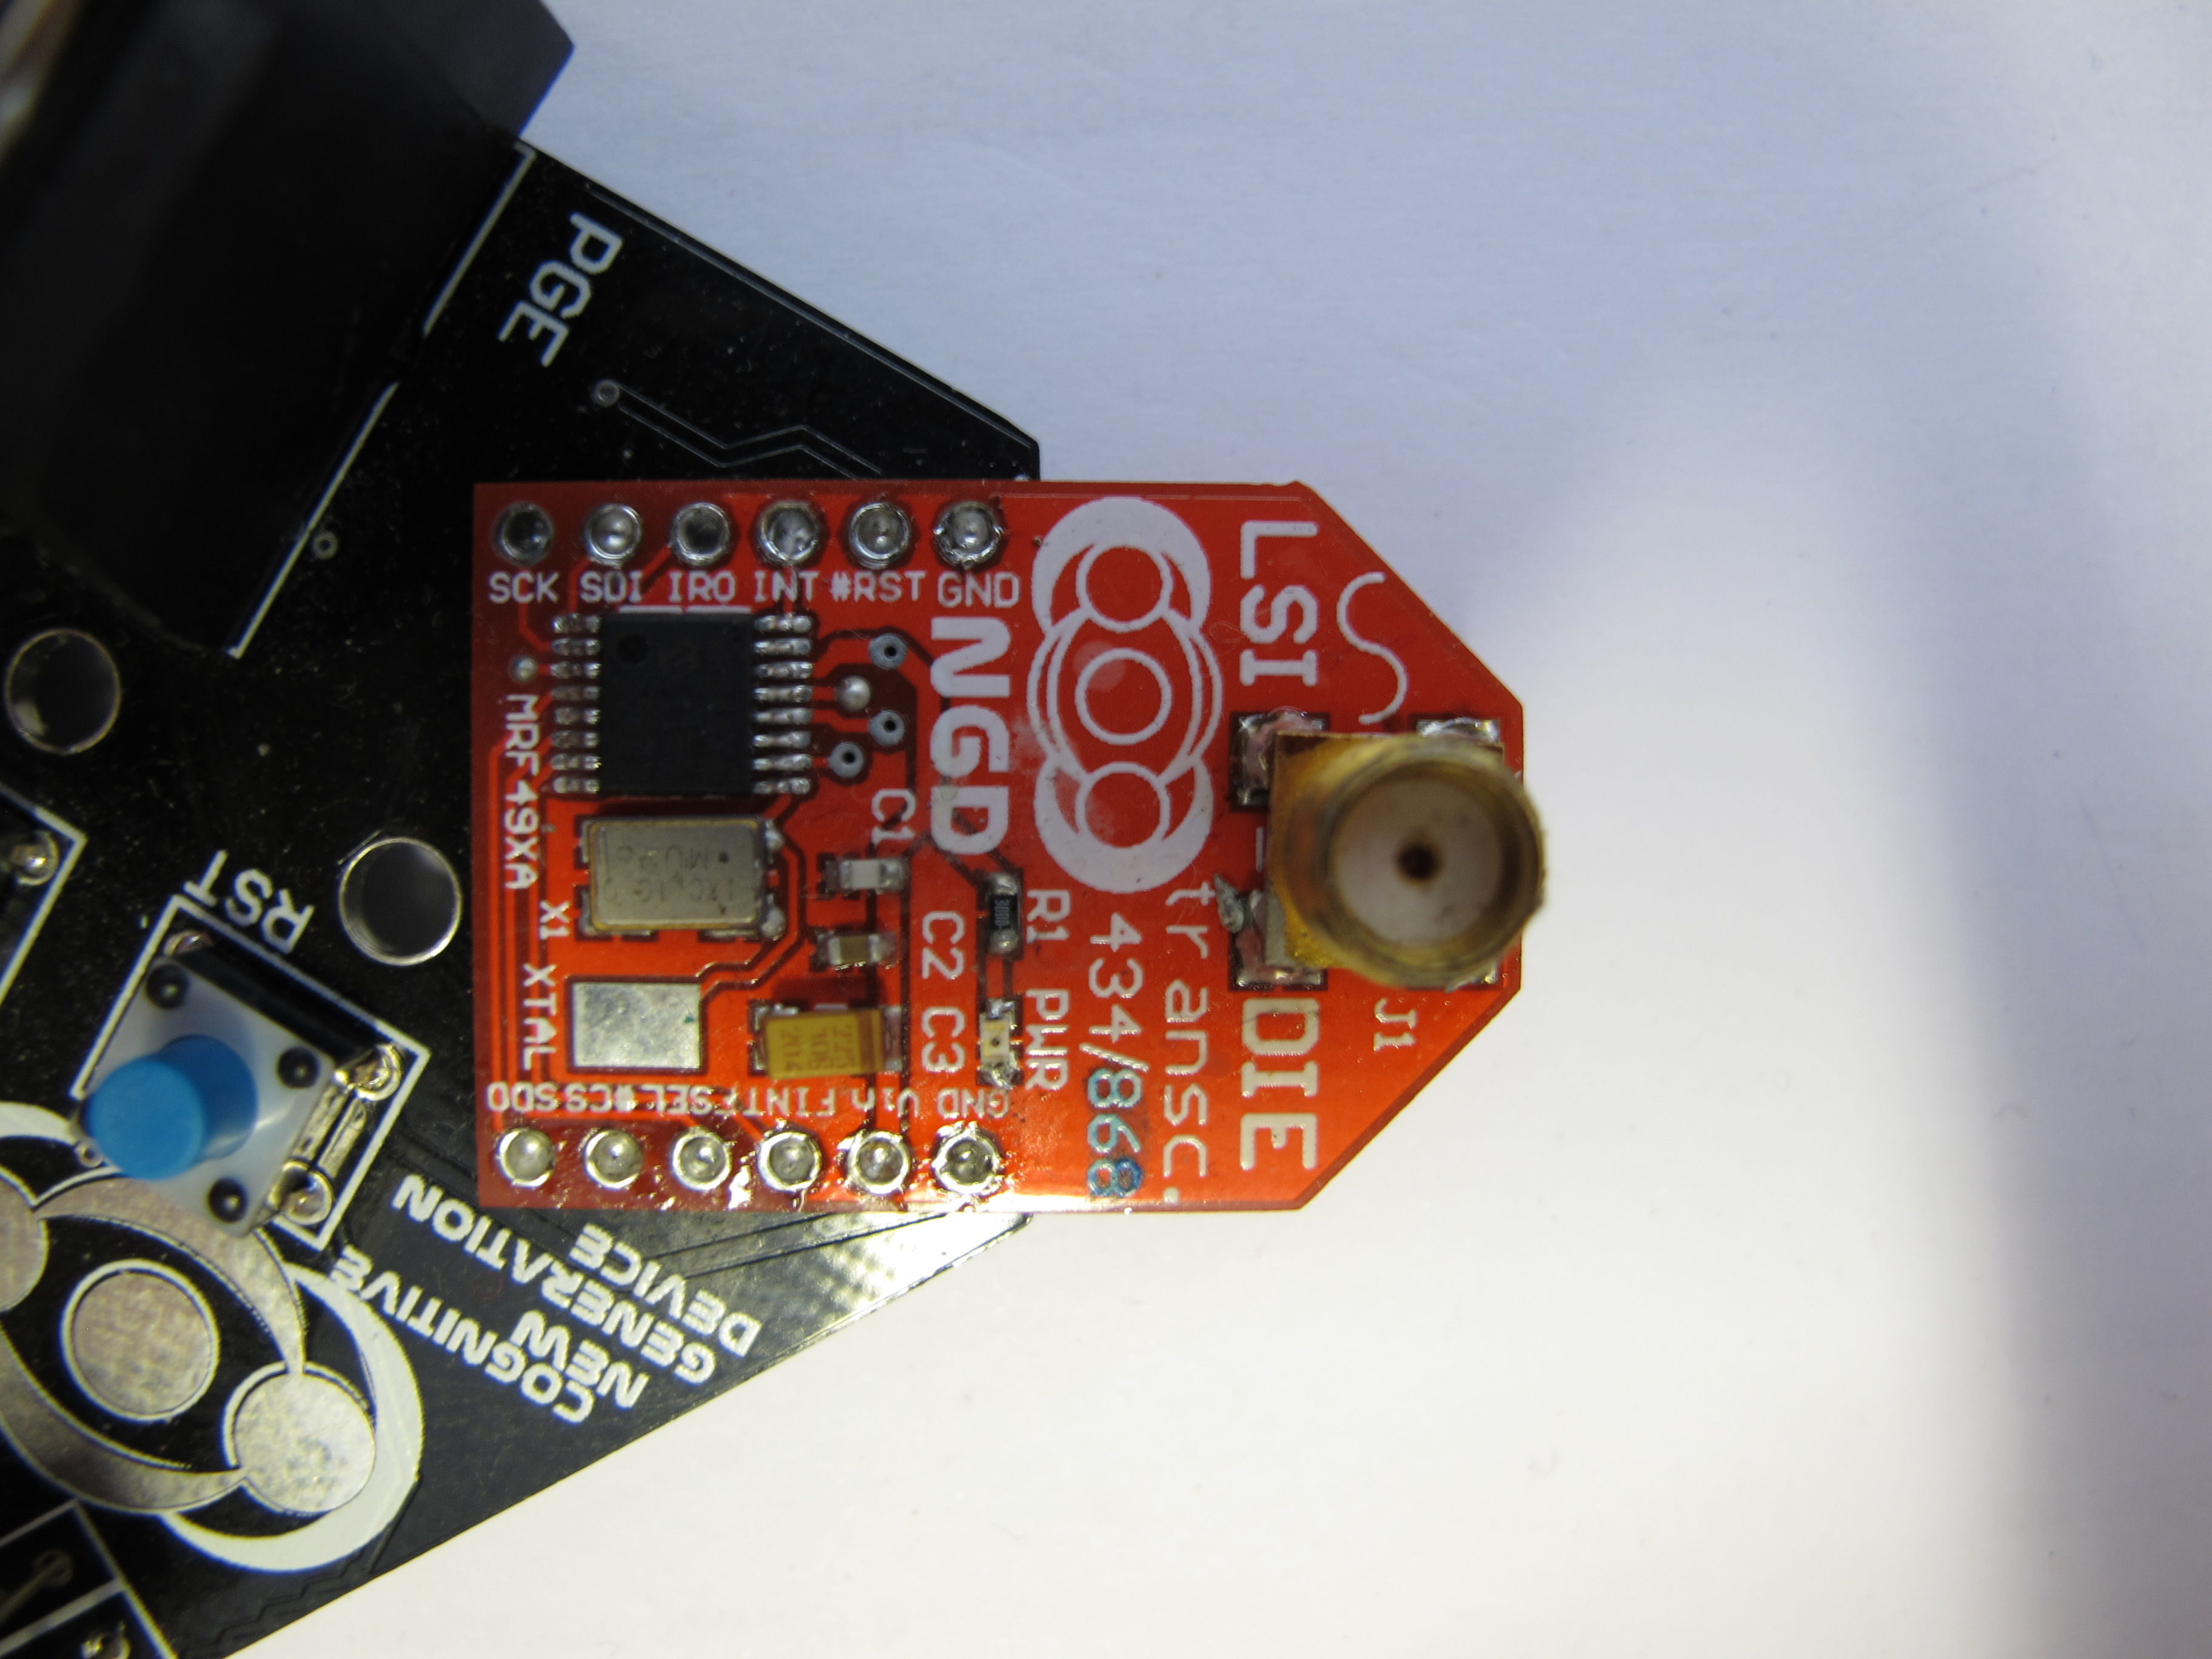 RST
COGNITIVE
NEW
GENERATION
DEVICE
PGE
SDO
#CS
FSEL
FINT
Vin
GND
XTAL
X1
MRF49XA
SCK
SDI
IRO
INT
#RST
GND
C1
C2
C3
NGD
R1
PWR
434/868
transc.
LSI
DIE
J1